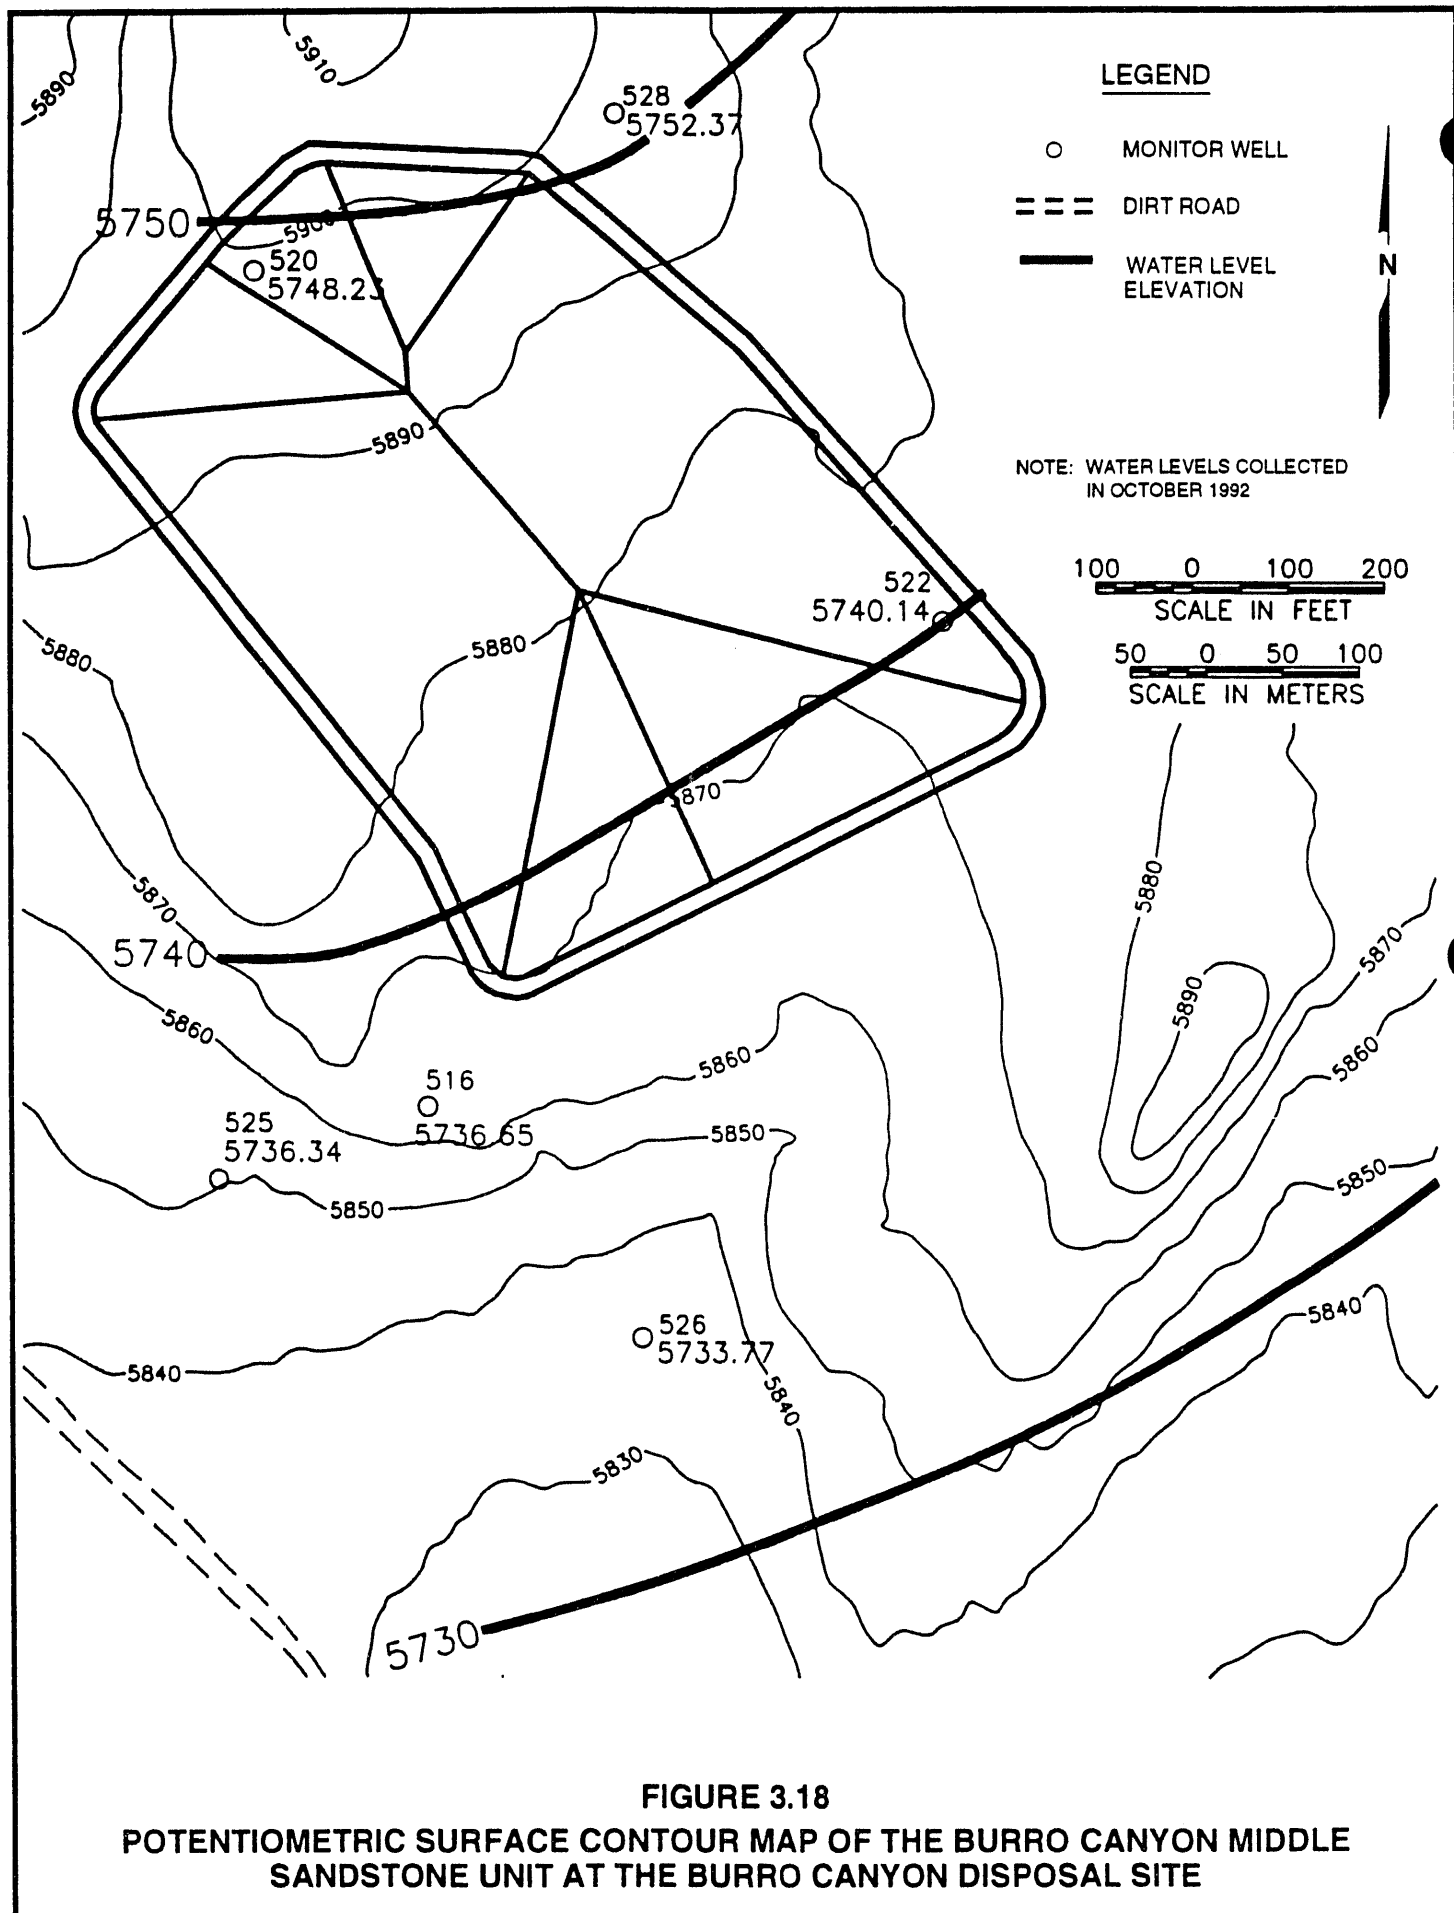 5910
5890
528
5752.37
LEGEND
MONITOR WELL
DIRT ROAD
WATER LEVEL
ELEVATION
N
5750
5900
520
5748.23
5890
NOTE: WATER LEVELS COLLECTED
IN OCTOBER 1992
100 0 100 200
SCALE IN FEET
50 0 50 100
SCALE IN METERS
522
5740.14
5880
5880
5870
5880
5870
5740
5870
5890
5860
5860
5860
516
5736.65
525
5736.34
5850
5850
5850
5840
526
5733.77
5840
5840
5830
5730
FIGURE 3.18
POTENTIOMETRIC SURFACE CONTOUR MAP OF THE BURRO CANYON MIDDLE
SANDSTONE UNIT AT THE BURRO CANYON DISPOSAL SITE